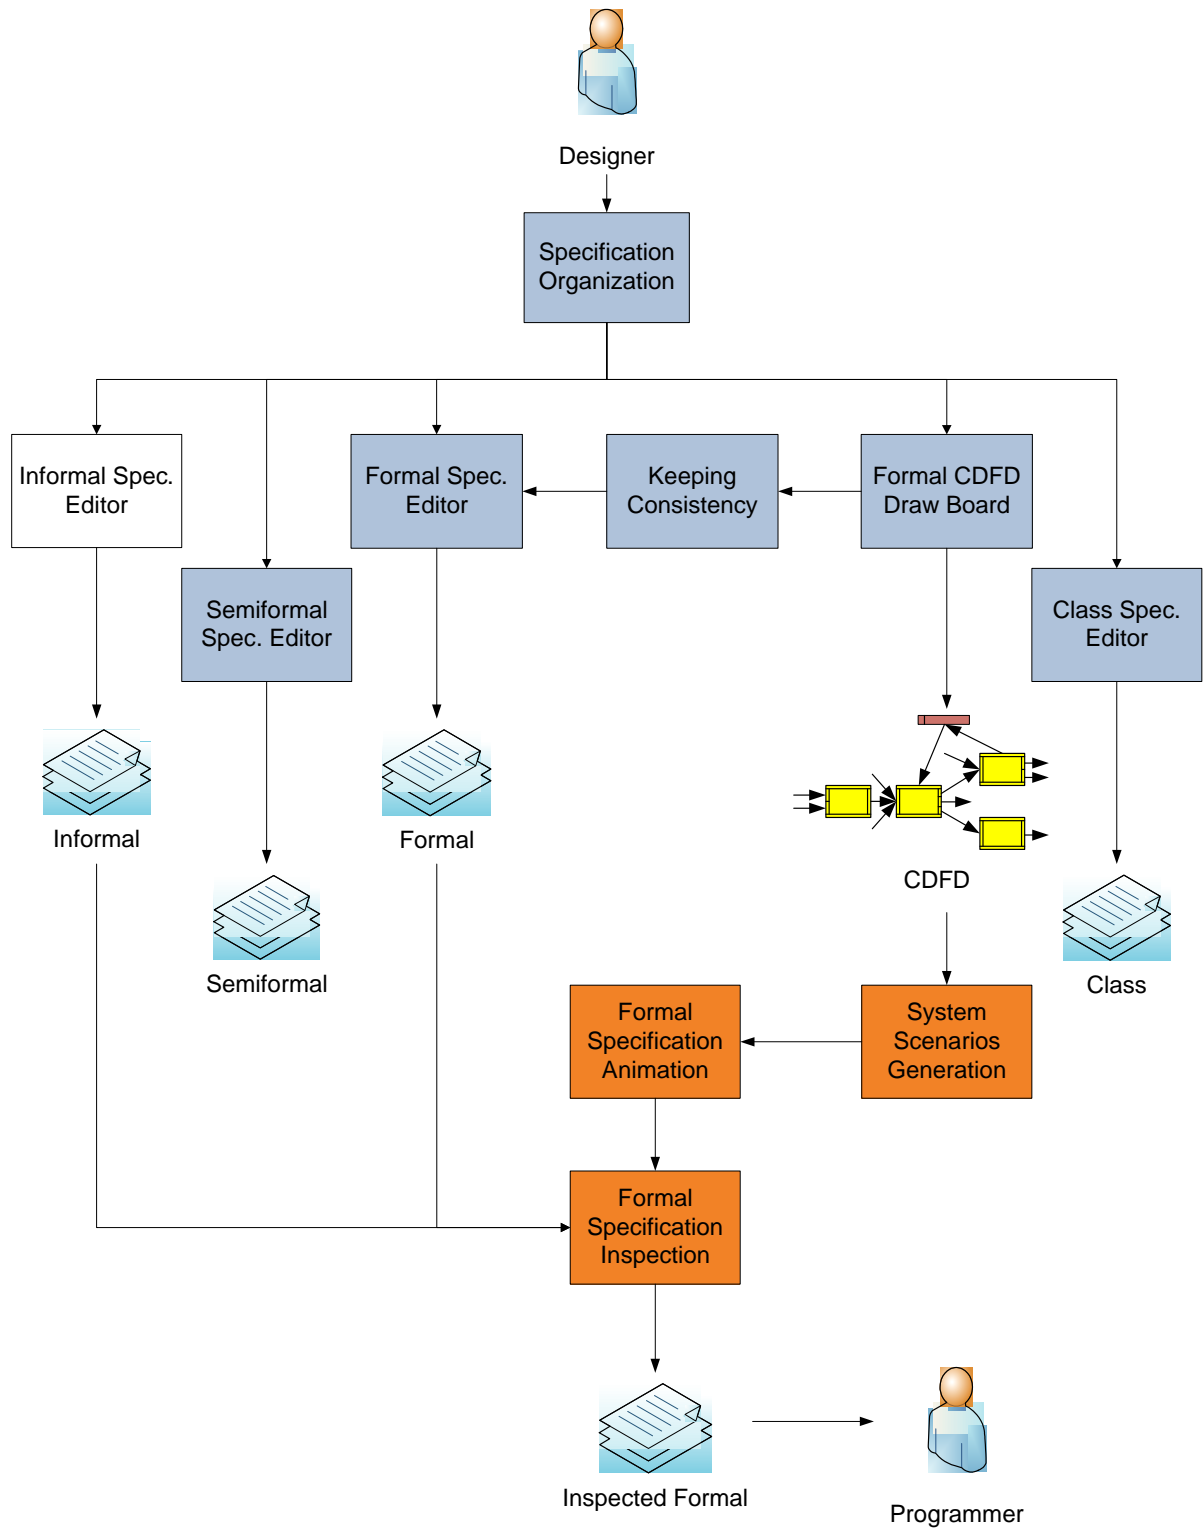 Designer
Specification
Organization
Informal Spec.
Editor
Formal Spec.
Editor
Keeping
Consistency
Formal CDFD
Draw Board
Semiformal
Spec. Editor
Class Spec.
Editor
Informal
Formal
CDFD
Semiformal
Class
Formal
Specification
Animation
System
Scenarios
Generation
Formal
Specification
Inspection
Inspected Formal
Programmer